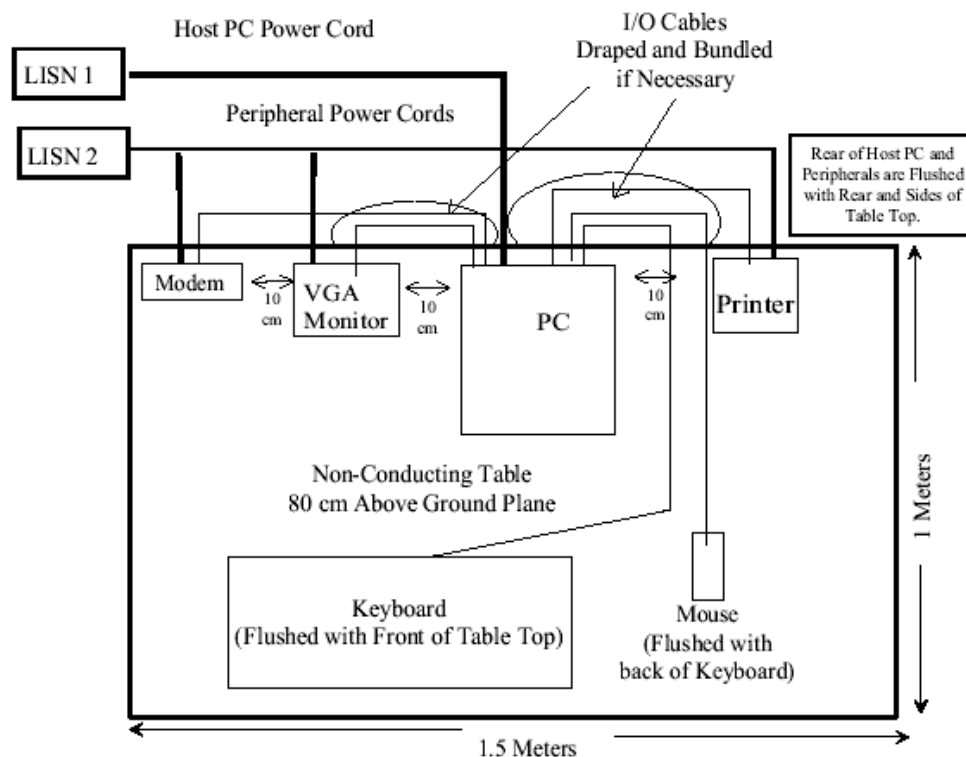 Host PC Power Cord
I/O Cables
Draped and Bundled
if Necessary
LISN 1
Peripheral Power Cords
LISN 2
Rear of Host PC and
Peripherals are Flushed
with Rear and Sides of
Table Top.
Modem
10
cm
VGA
Monitor
10
cm
PC
10
cm
Printer
Non-Conducting Table
80 cm Above Ground Plane
1 Meters
Keyboard
(Flushed with Front of Table Top)
Mouse
(Flushed with
back of Keyboard)
1.5 Meters